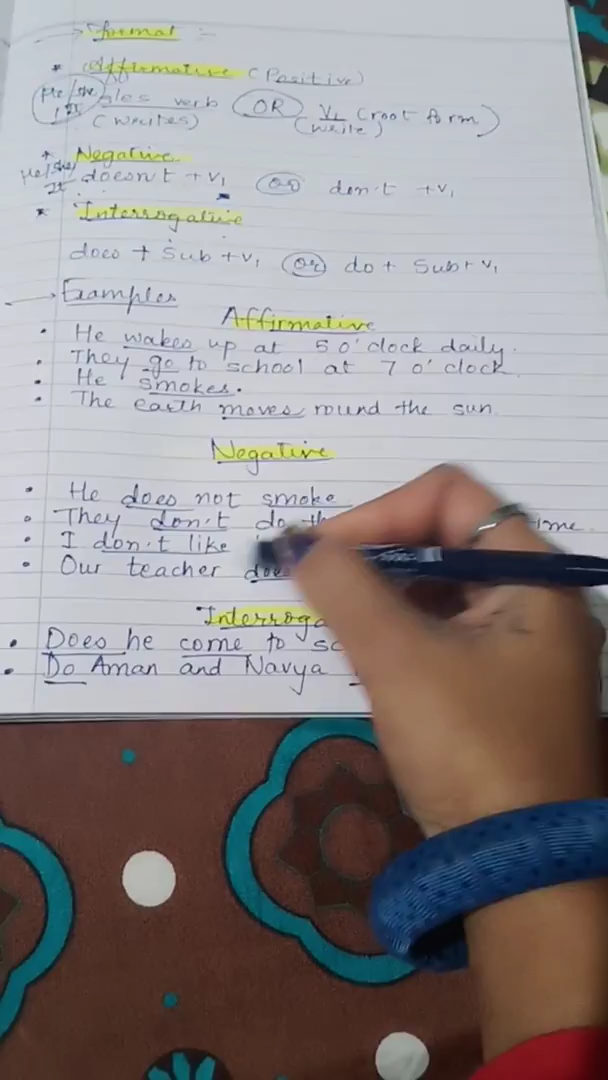 → Format :-
* Affirmative (Positive)
He/she/It s/es verb OR V1 (root form)
(writes) (write)
* Negative
He/she/It doesn't + V1 OR don't + V1
* Interrogative
does + Sub + V1 OR do + Sub + V1
→ Examples
Affirmative
• He wakes up at 5 o'clock daily.
• They go to school at 7 o'clock
• He smokes.
• The earth moves round the sun.
Negative
• He does not smoke
• They don't do ime.
• I don't like
• Our teacher
Interroga
• Does he come to
• Do Aman and Navya